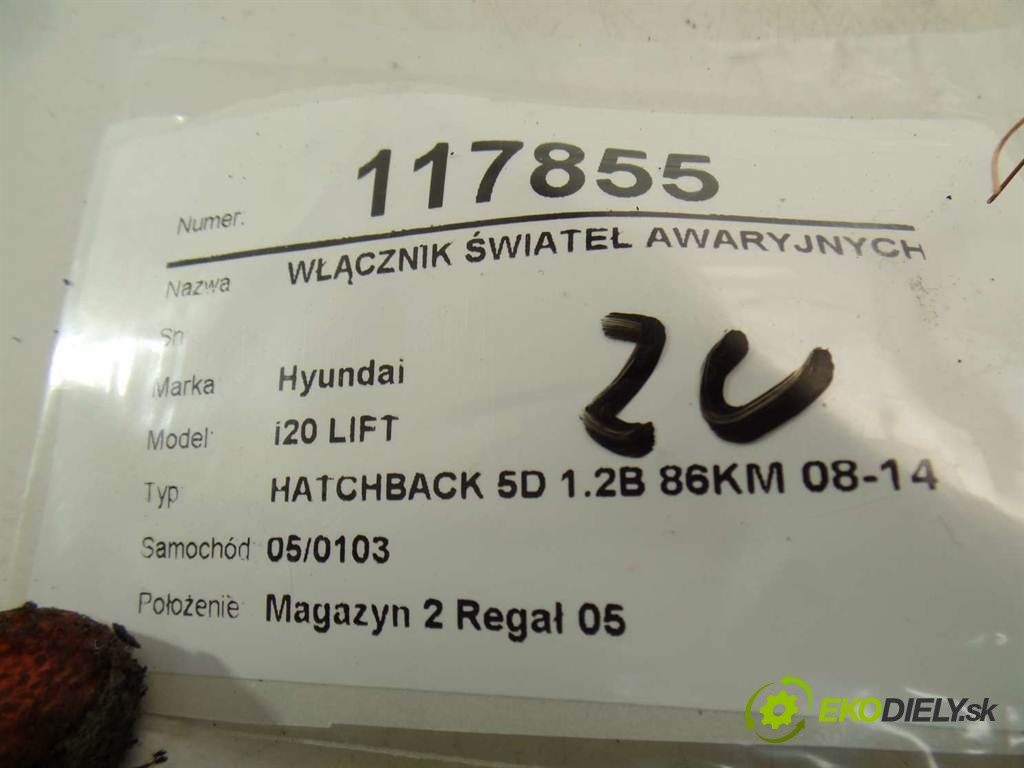 Numer: 117855
Nazwa WŁĄCZNIK ŚWIATEŁ AWARYJNYCH
Sn
Marka Hyundai
Model: i20 LIFT
Typ: HATCHBACK 5D 1.2B 86KM 08-14
Samochód 05/0103
Położenie: Magazyn 2 Regał 05
EKODIELY.sk